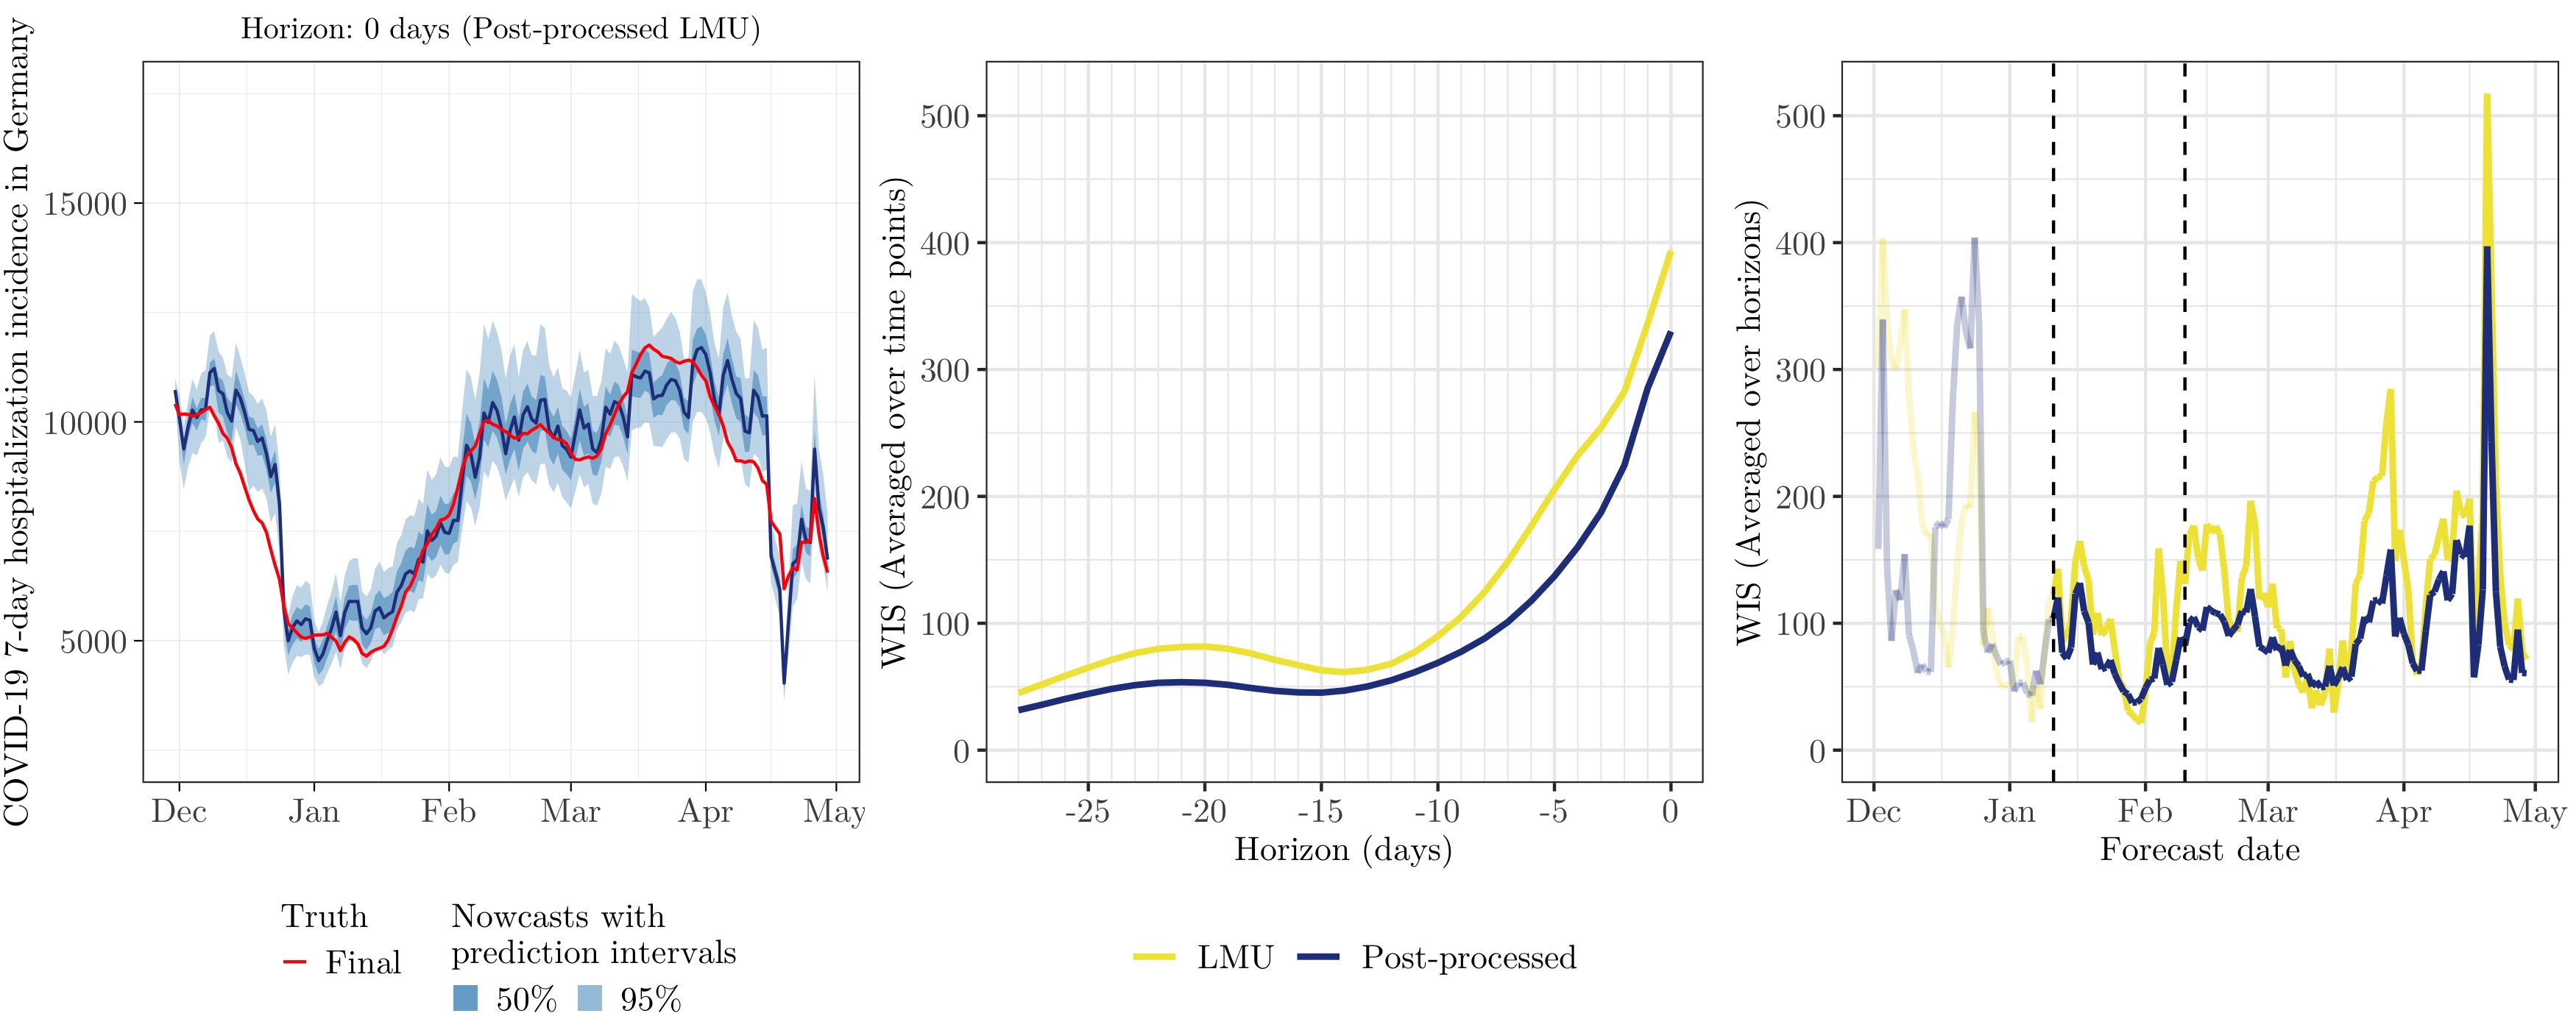 Horizon: 0 days (Post-processed LMU)
COVID-19 7-day hospitalization incidence in Germany
15000
10000
5000
Dec Jan Feb Mar Apr May
Truth
Final
Nowcasts with
prediction intervals
50% 95%
WIS (Averaged over time points)
500
400
300
200
100
0
-25 -20 -15 -10 -5 0
Horizon (days)
LMU Post-processed
WIS (Averaged over horizons)
500
400
300
200
100
0
Dec Jan Feb Mar Apr May
Forecast date